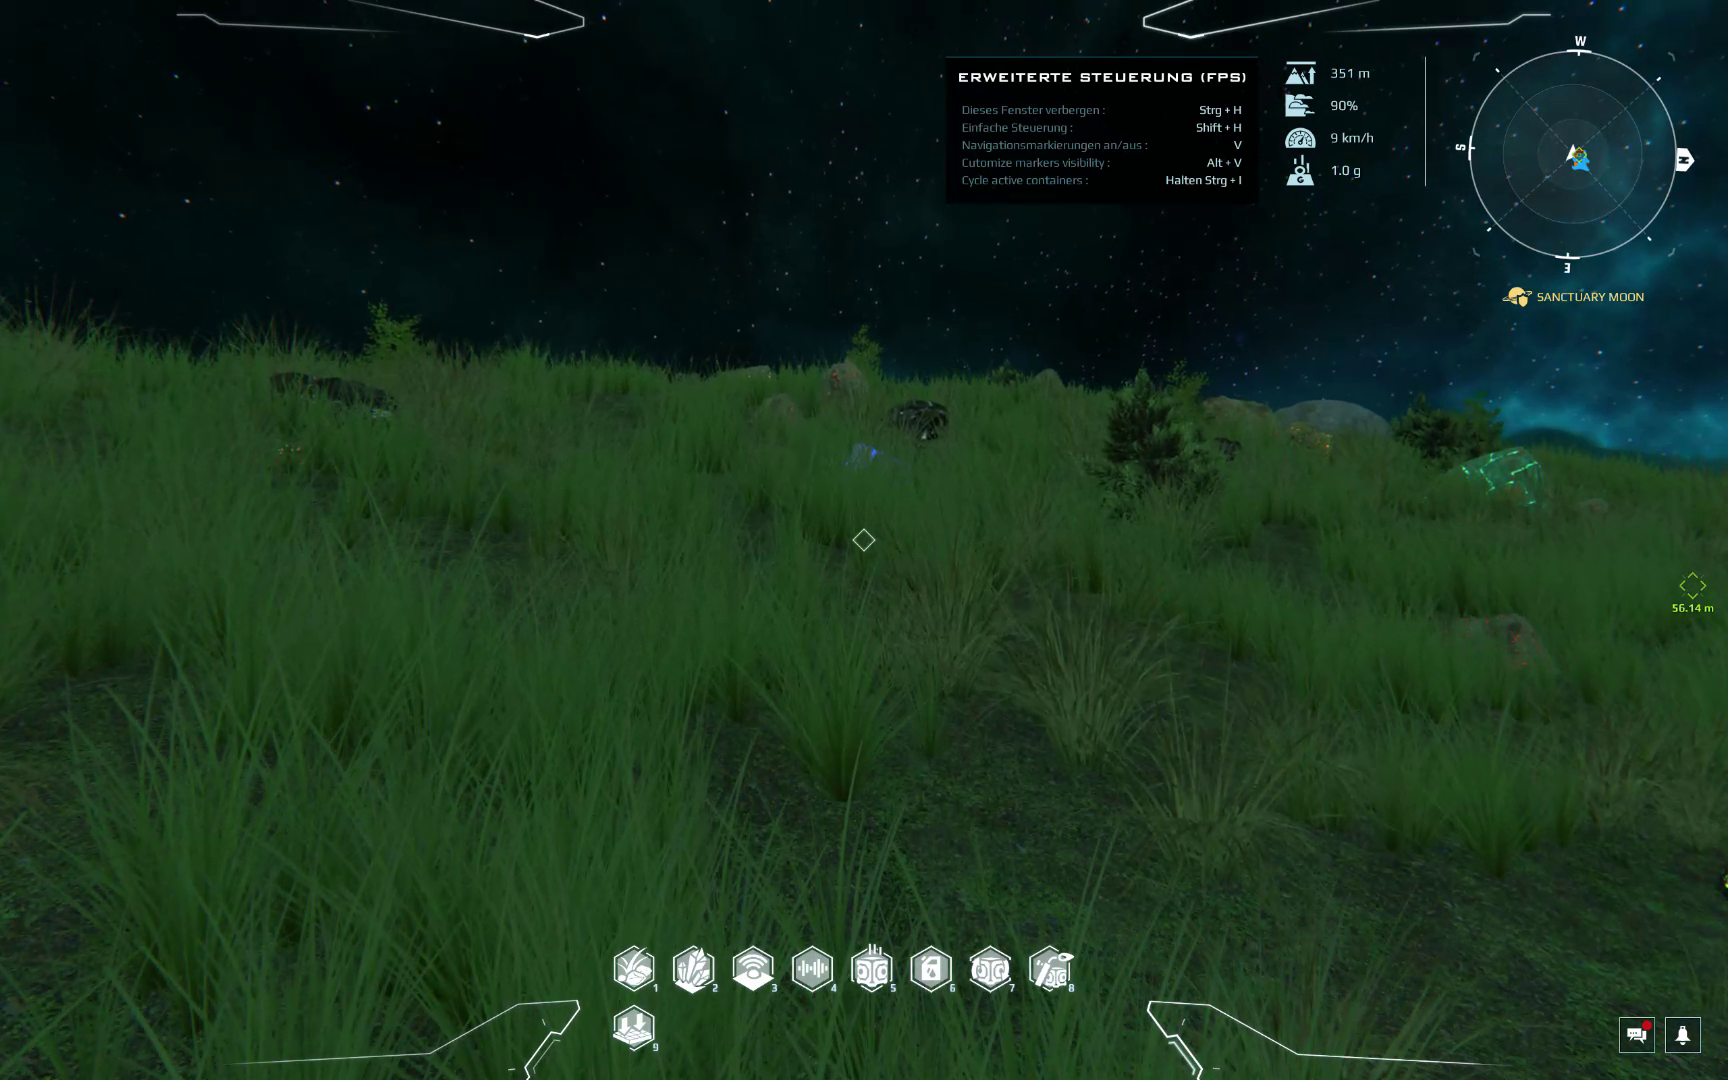 ERWEITERTE STEUERUNG (FPS)
Dieses Fenster verbergen : Strg + H
Einfache Steuerung : Shift + H
Navigationsmarkierungen an/aus : V
Cutomize markers visibility : Alt + V
Cycle active containers : Halten Strg + I
351 m
90%
9 km/h
G
1.0 g
W
S
N
E
SANCTUARY MOON
56.14 m
1
2
3
4
5
6
7
8
9